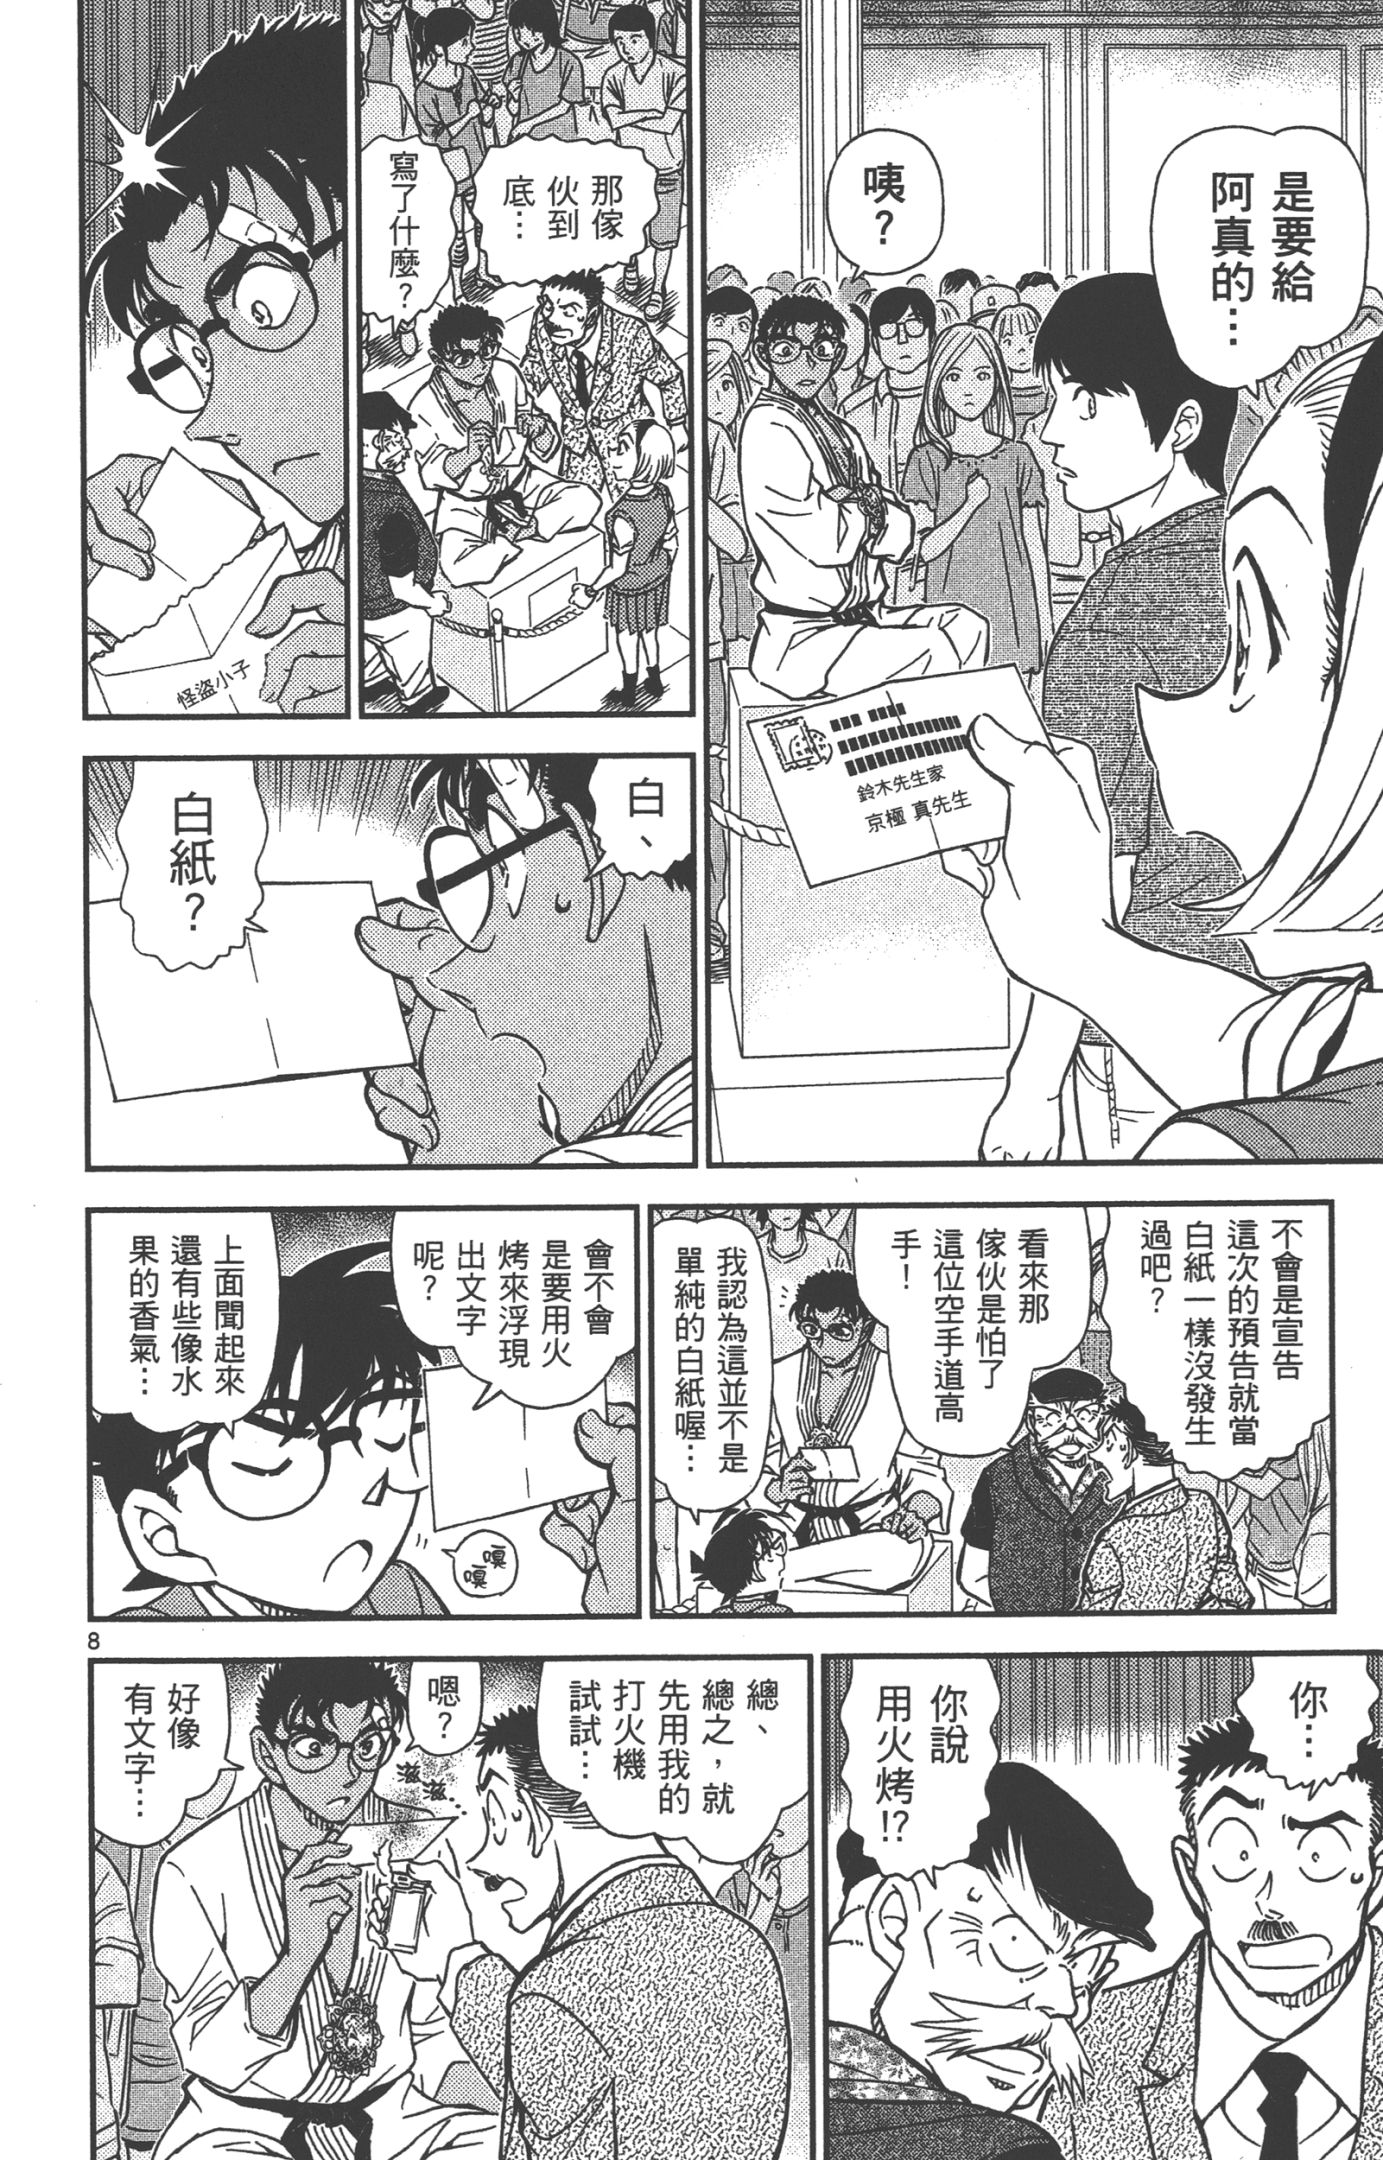 是要給
阿真的…
咦？
鈴木先生家
京極 真先生
那傢
伙到
底…
寫了什麼？
怪盜小子
白、
白紙？
不會是宣告
這次的預告就當
白紙一樣沒發生
過吧？
看來那
傢伙是怕了
這位空手道高
手！
我認為這並不是
單純的白紙喔…
會不會
是要用火
烤來浮現
出文字
呢？
上面聞起來
還有些像水
果的香氣…
嗅
嗅
你…
你說
用火烤!?
總、
總之，就
先用我的
打火機
試試…
嗯？
滋滋…
好像
有文字…
8